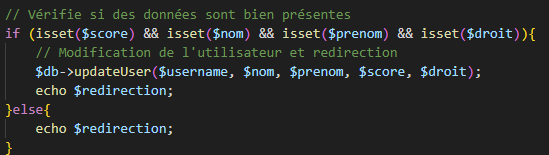 // Vérifie si des données sont bien présentes
if (isset($score) && isset($nom) && isset($prenom) && isset($droit)){
    // Modification de l'utilisateur et redirection
    $db->updateUser($username, $nom, $prenom, $score, $droit);
    echo $redirection;
}else{
    echo $redirection;
}